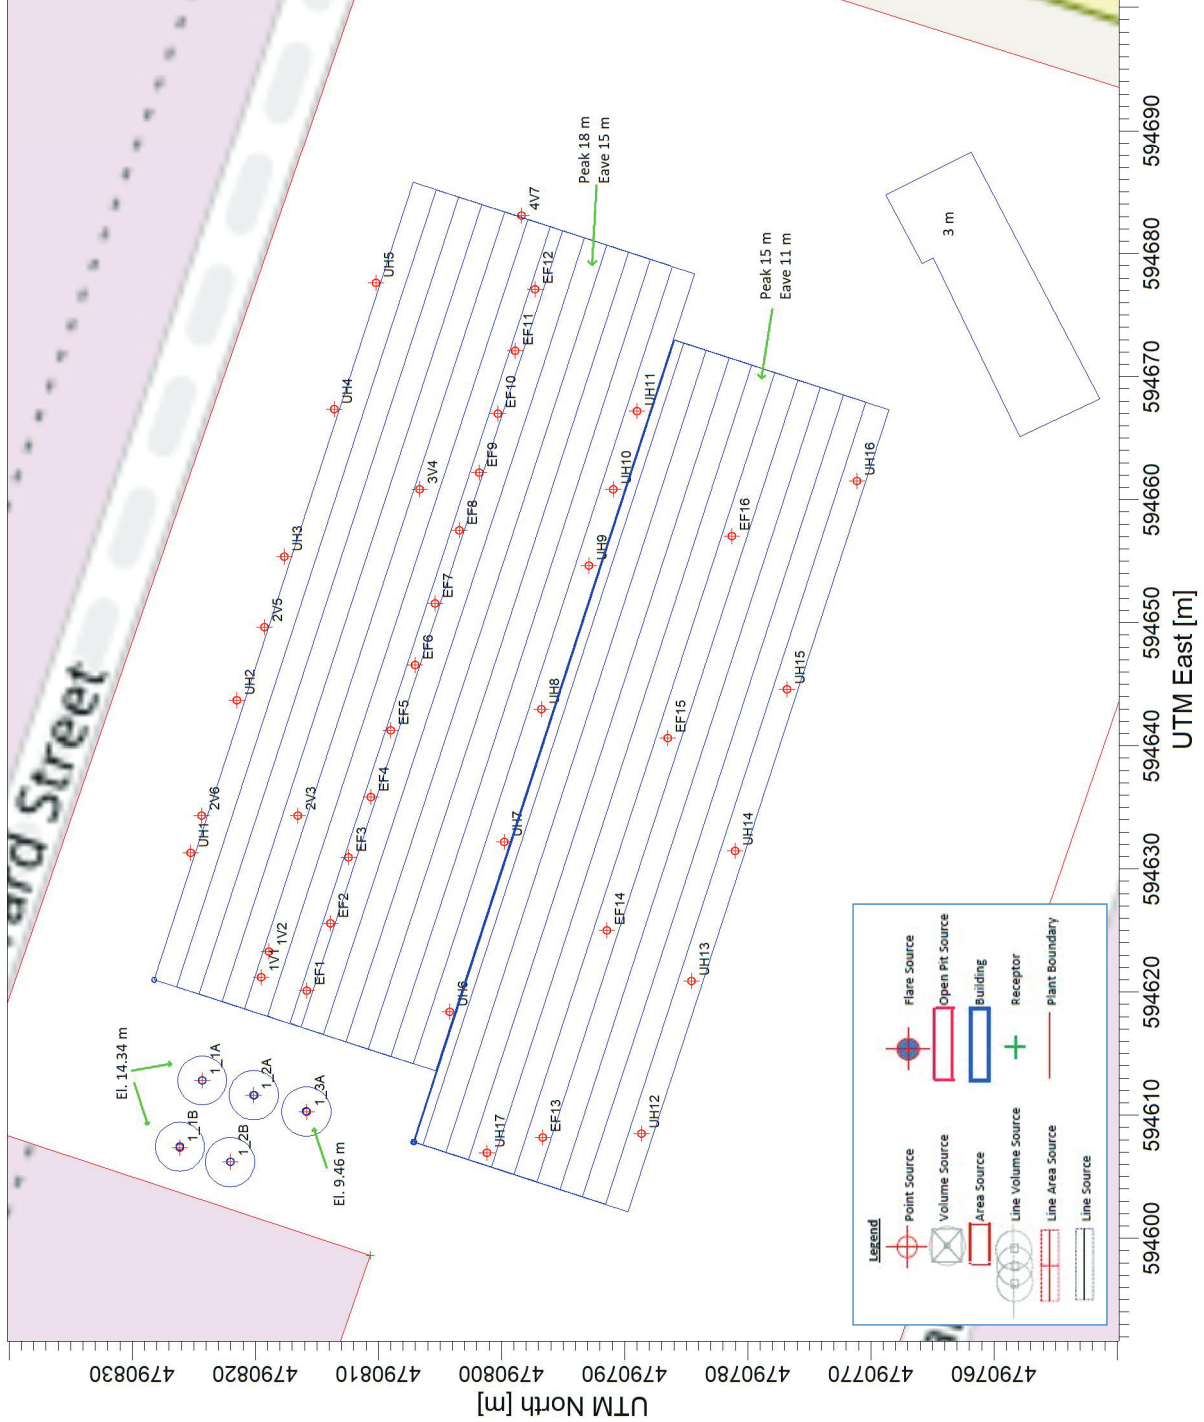 ard Street
El. 14.34 m
1_1A
1_1B
1_2A
1_2B
1_3A
El. 9.46 m
UH1
2V6
UH2
2V5
UH3
UH4
UH5
1V1
1V2
2V3
3V4
4V7
EF1
EF2
EF3
EF4
EF5
EF6
EF7
EF8
EF9
EF10
EF11
EF12
Peak 18 m
Eave 15 m
UH6
UH7
UH8
UH9
UH10
UH11
Peak 15 m
Eave 11 m
UH17
EF13
EF14
EF15
EF16
UH12
UH13
UH14
UH15
UH16
3 m
Legend
Point Source
Volume Source
Area Source
Line Volume Source
Line Area Source
Line Source
Flare Source
Open Pit Source
Building
Receptor
Plant Boundary
UTM North [m]
4790830
4790820
4790810
4790800
4790790
4790780
4790770
4790760
594600
594610
594620
594630
594640
594650
594660
594670
594680
594690
UTM East [m]